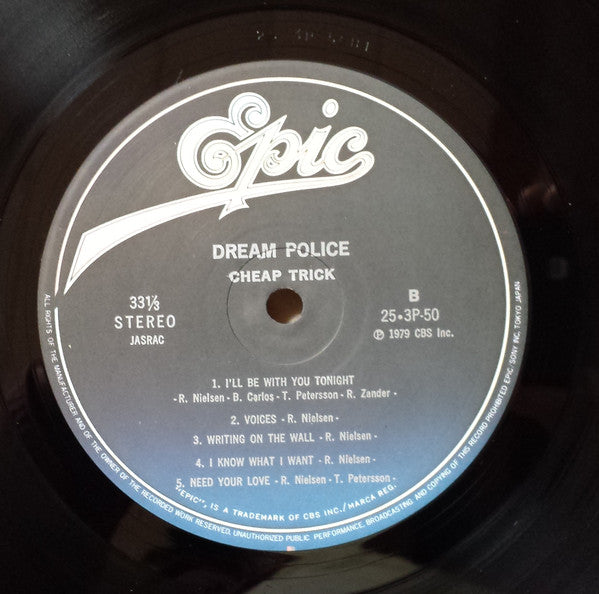 Epic
DREAM POLICE
CHEAP TRICK
33⅓
STEREO
JASRAC
B
25・3P-50
Ⓟ 1979 CBS Inc.
1. I'LL BE WITH YOU TONIGHT
-R. Nielsen - B. Carlos - T. Petersson - R. Zander -
2. VOICES - R. Nielsen -
3. WRITING ON THE WALL - R. Nielsen -
4. I KNOW WHAT I WANT - R. Nielsen -
5. NEED YOUR LOVE - R. Nielsen - T. Petersson -
"EPIC", IS A TRADEMARK OF CBS INC./MARCA REG.
ALL RIGHTS OF THE MANUFACTURER AND OF THE OWNER OF THE RECORDED WORK RESERVED. UNAUTHORIZED PUBLIC PERFORMANCE, BROADCASTING, AND COPYING OF THIS RECORD PROHIBITED EPIC/SONY INC. TOKYO JAPAN